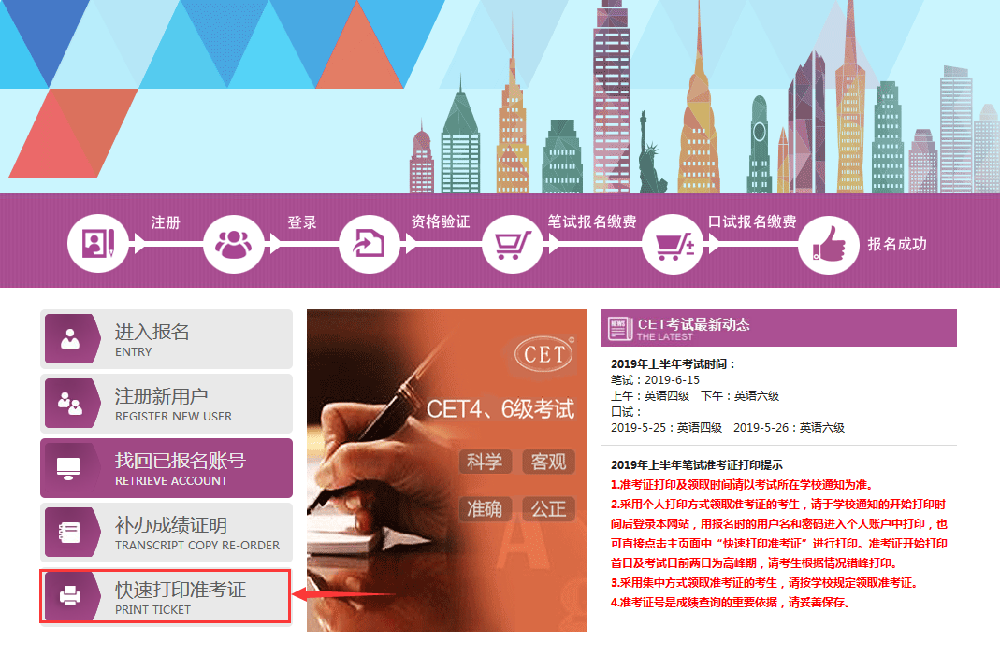 注册
登录
资格验证
笔试报名缴费
口试报名缴费
报名成功
进入报名
ENTRY
注册新用户
REGISTER NEW USER
找回已报名账号
RETRIEVE ACCOUNT
补办成绩证明
TRANSCRIPT COPY RE-ORDER
快速打印准考证
PRINT TICKET
CET®
CET4、6级考试
科学 客观
准确 公正
A
NEWS
CET考试最新动态
THE LATEST
2019年上半年考试时间：
笔试：2019-6-15
上午：英语四级 下午：英语六级
口试：
2019-5-25：英语四级 2019-5-26：英语六级
2019年上半年笔试准考证打印提示
1.准考证打印及领取时间请以考试所在学校通知为准。
2.采用个人打印方式领取准考证的考生，请于学校通知的开始打印时
间后登录本网站，用报名时的用户名和密码进入个人账户中打印，也
可直接点击主页面中“快速打印准考证”进行打印。准考证开始打印
首日及考试日前两日为高峰期，请考生根据情况错峰打印。
3.采用集中方式领取准考证的考生，请按学校规定领取准考证。
4.准考证号是成绩查询的重要依据，请妥善保存。